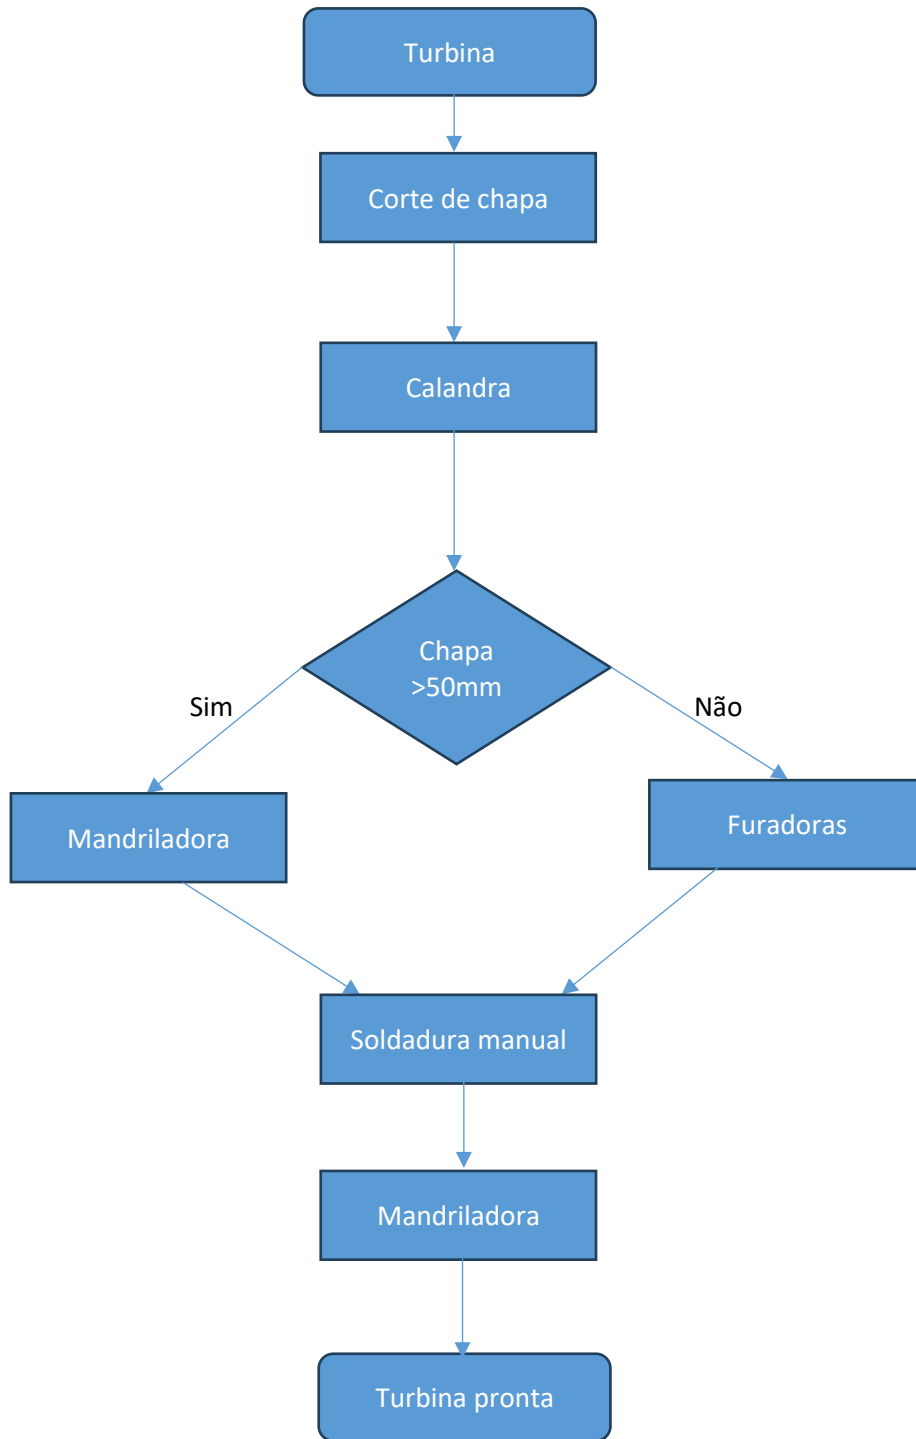 Turbina
Corte de chapa
Calandra
Chapa
>50mm
Sim
Não
Mandriladora
Furadoras
Soldadura manual
Mandriladora
Turbina pronta